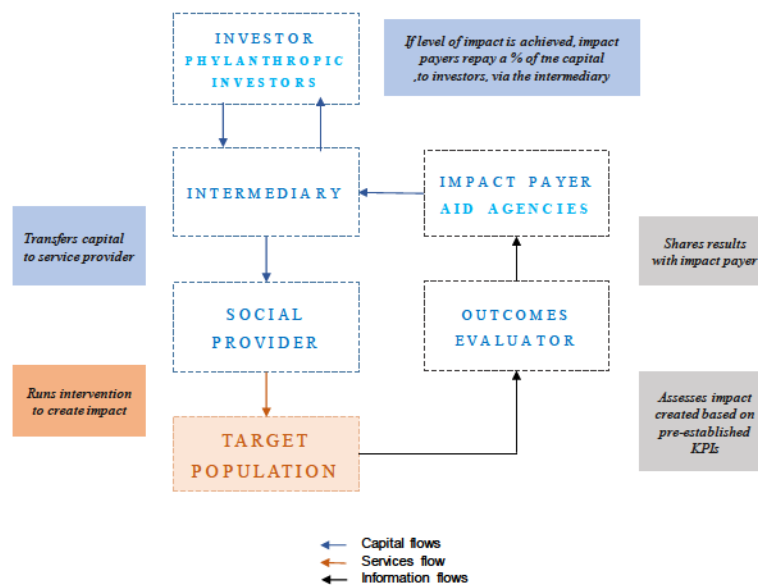 INVESTOR
PHYLANTHROPIC
INVESTORS
If level of impact is achieved, impact
payers repay a % of tne capital
,to investors, via the intermediary
INTERMEDIARY
IMPACT PAYER
AID AGENCIES
Transfers capital
to service provider
Shares results
with impact payer
SOCIAL
PROVIDER
OUTCOMES
EVALUATOR
Runs intervention
to create impact
Assesses impact
created based on
pre-established
KPIs
TARGET
POPULATION
Capital flows
Services flow
Information flows